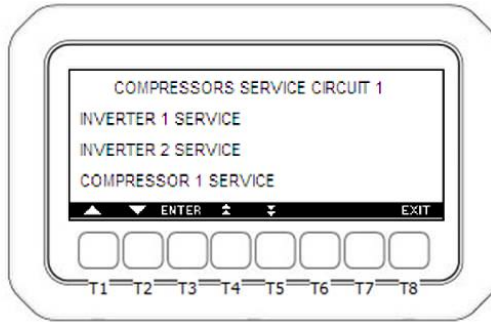 COMPRESSORS SERVICE CIRCUIT 1
INVERTER 1 SERVICE
INVERTER 2 SERVICE
COMPRESSOR 1 SERVICE
ENTER EXIT
T1 T2 T3 T4 T5 T6 T7 T8